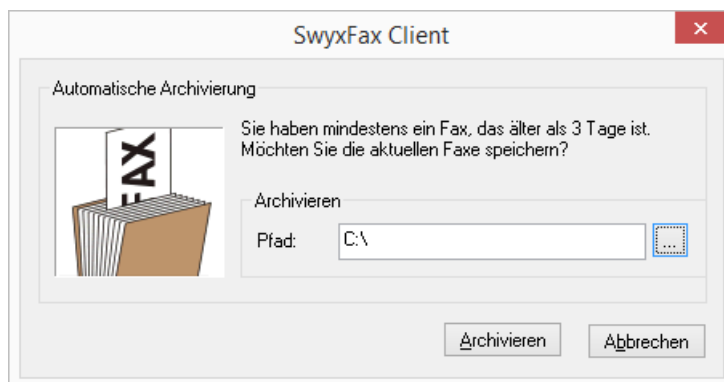 SwyxFax Client
Automatische Archivierung
FAX
Sie haben mindestens ein Fax, das älter als 3 Tage ist.
Möchten Sie die aktuellen Faxe speichern?
Archivieren
Pfad: C:\ ...
Archivieren Abbrechen